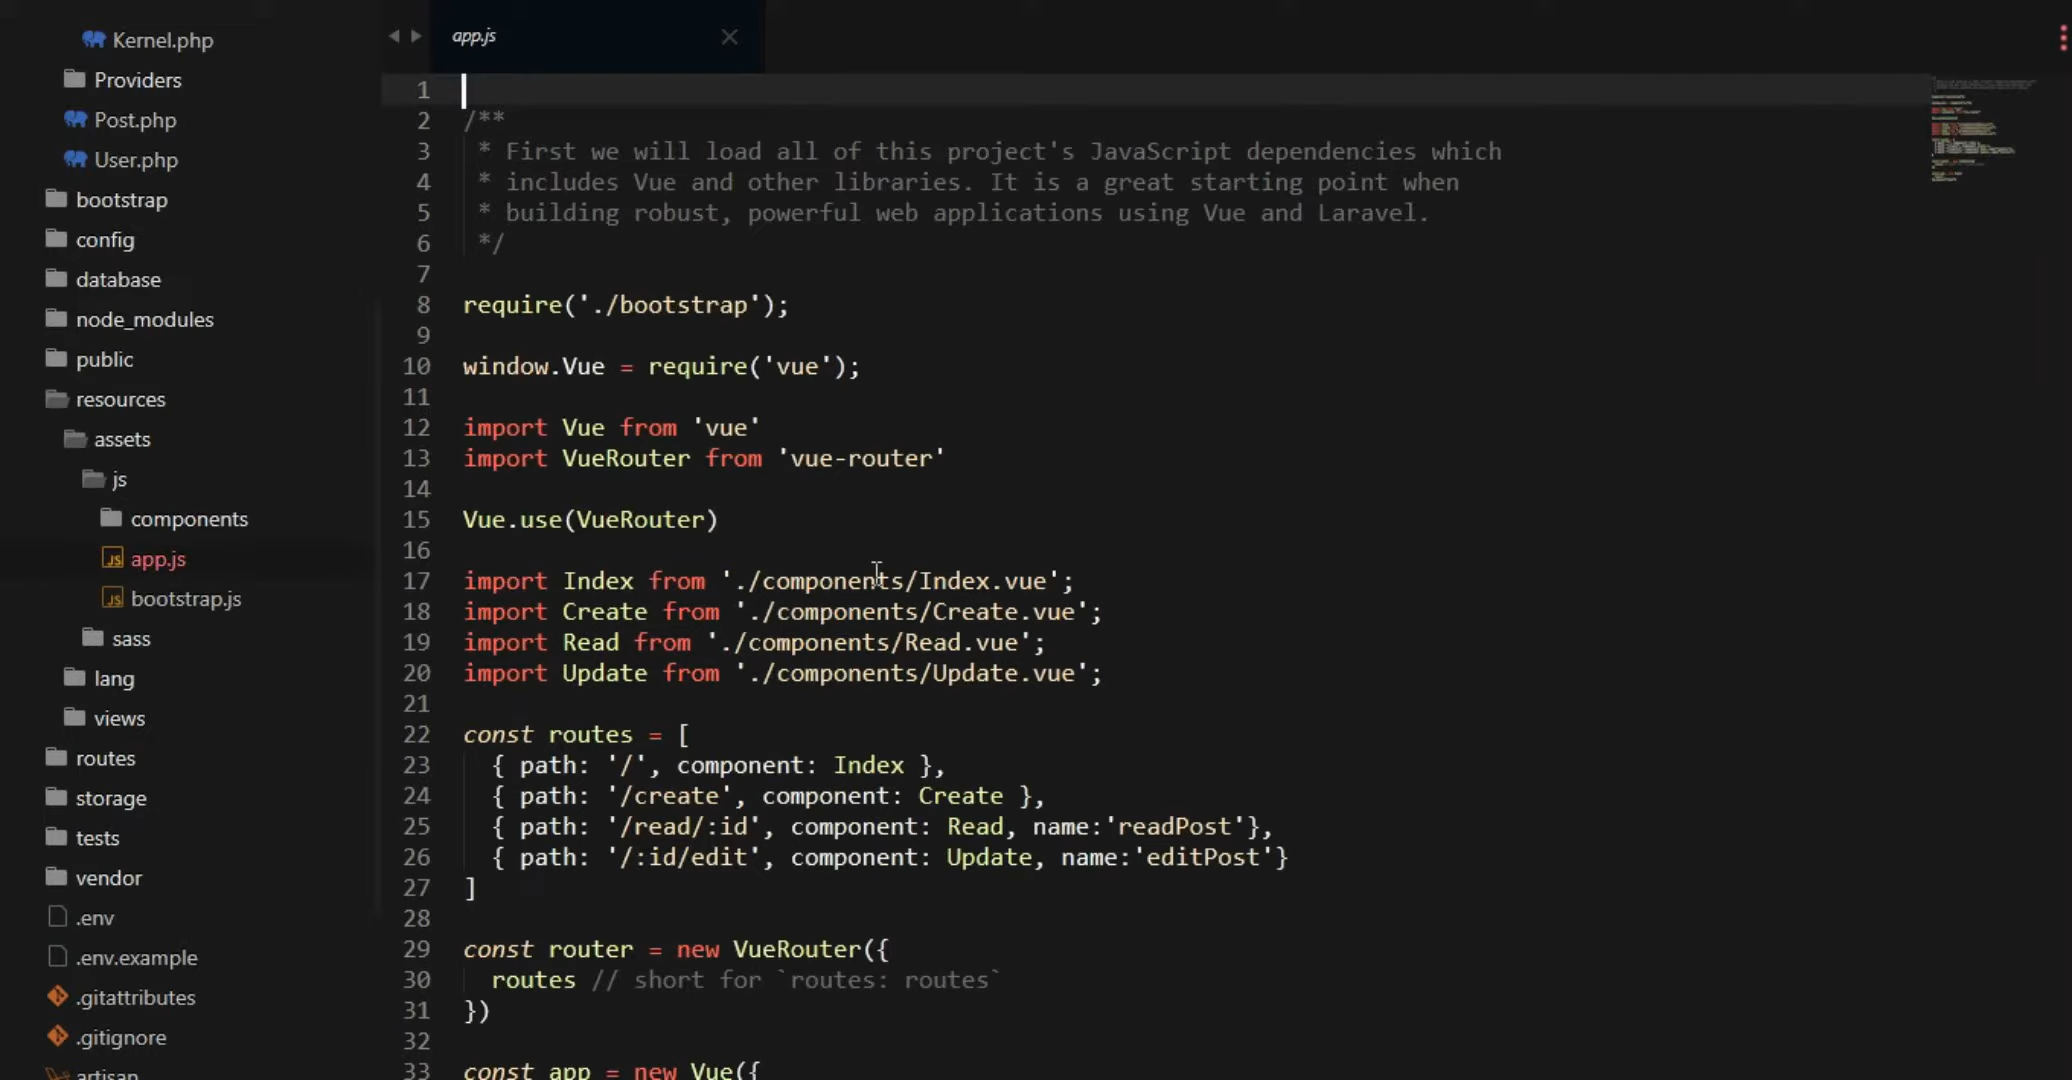 Kernel.php
Providers
Post.php
User.php
bootstrap
config
database
node_modules
public
resources
assets
js
components
app.js
bootstrap.js
sass
lang
views
routes
storage
tests
vendor
.env
.env.example
.gitattributes
.gitignore
artisan
app.js
1
2 /**
3 * First we will load all of this project's JavaScript dependencies which
4 * includes Vue and other libraries. It is a great starting point when
5 * building robust, powerful web applications using Vue and Laravel.
6 */
7
8 require('./bootstrap');
9
10 window.Vue = require('vue');
11
12 import Vue from 'vue'
13 import VueRouter from 'vue-router'
14
15 Vue.use(VueRouter)
16
17 import Index from './components/Index.vue';
18 import Create from './components/Create.vue';
19 import Read from './components/Read.vue';
20 import Update from './components/Update.vue';
21
22 const routes = [
23 { path: '/', component: Index },
24 { path: '/create', component: Create },
25 { path: '/read/:id', component: Read, name:'readPost'},
26 { path: '/:id/edit', component: Update, name:'editPost'}
27 ]
28
29 const router = new VueRouter({
30 routes // short for `routes: routes`
31 })
32
33 const app = new Vue({